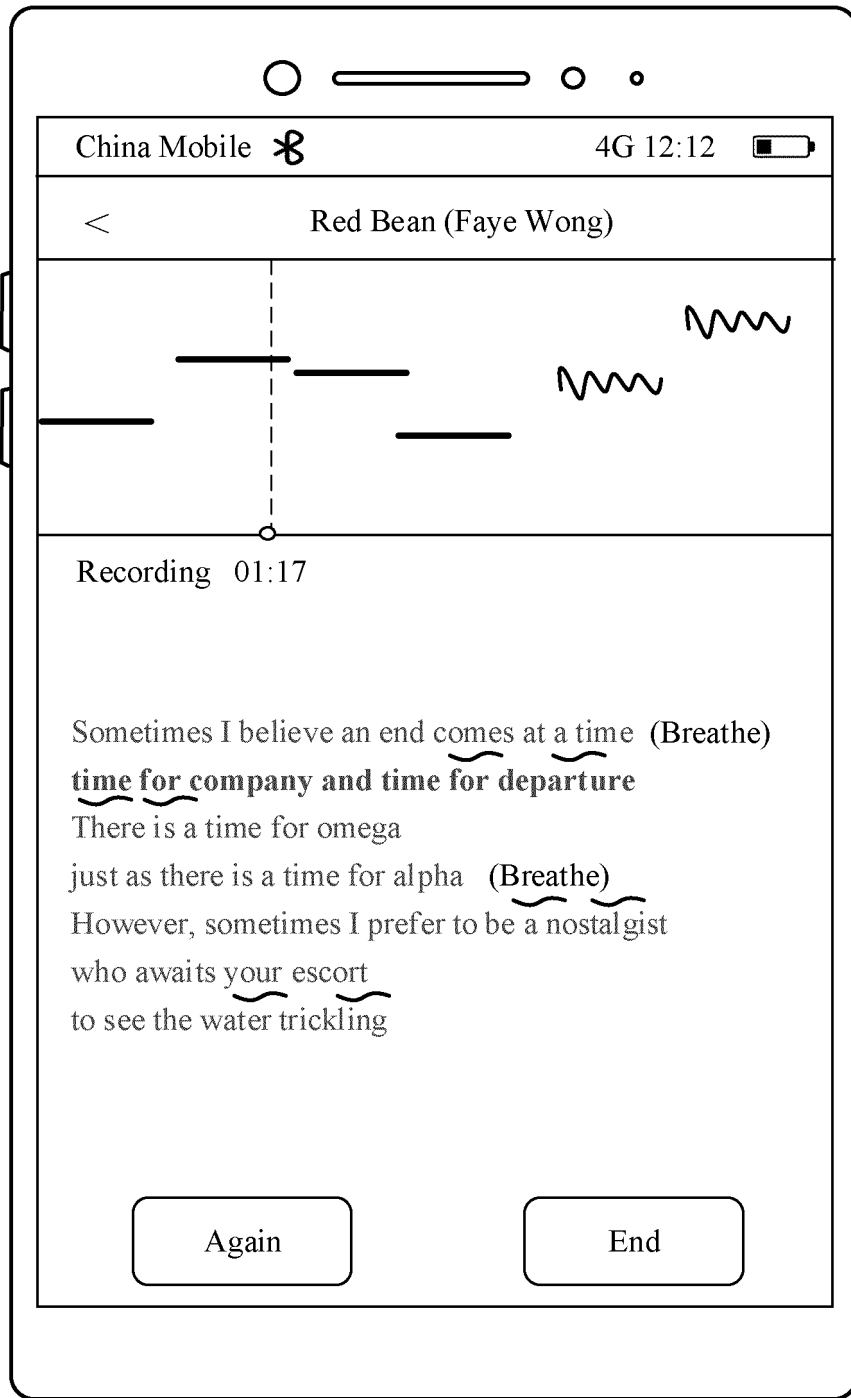 China Mobile 4G 12:12
< Red Bean (Faye Wong)
Recording 01:17
Sometimes I believe an end comes at a time (Breathe)
time for company and time for departure
There is a time for omega
just as there is a time for alpha (Breathe)
However, sometimes I prefer to be a nostalgist
who awaits your escort
to see the water trickling
Again End